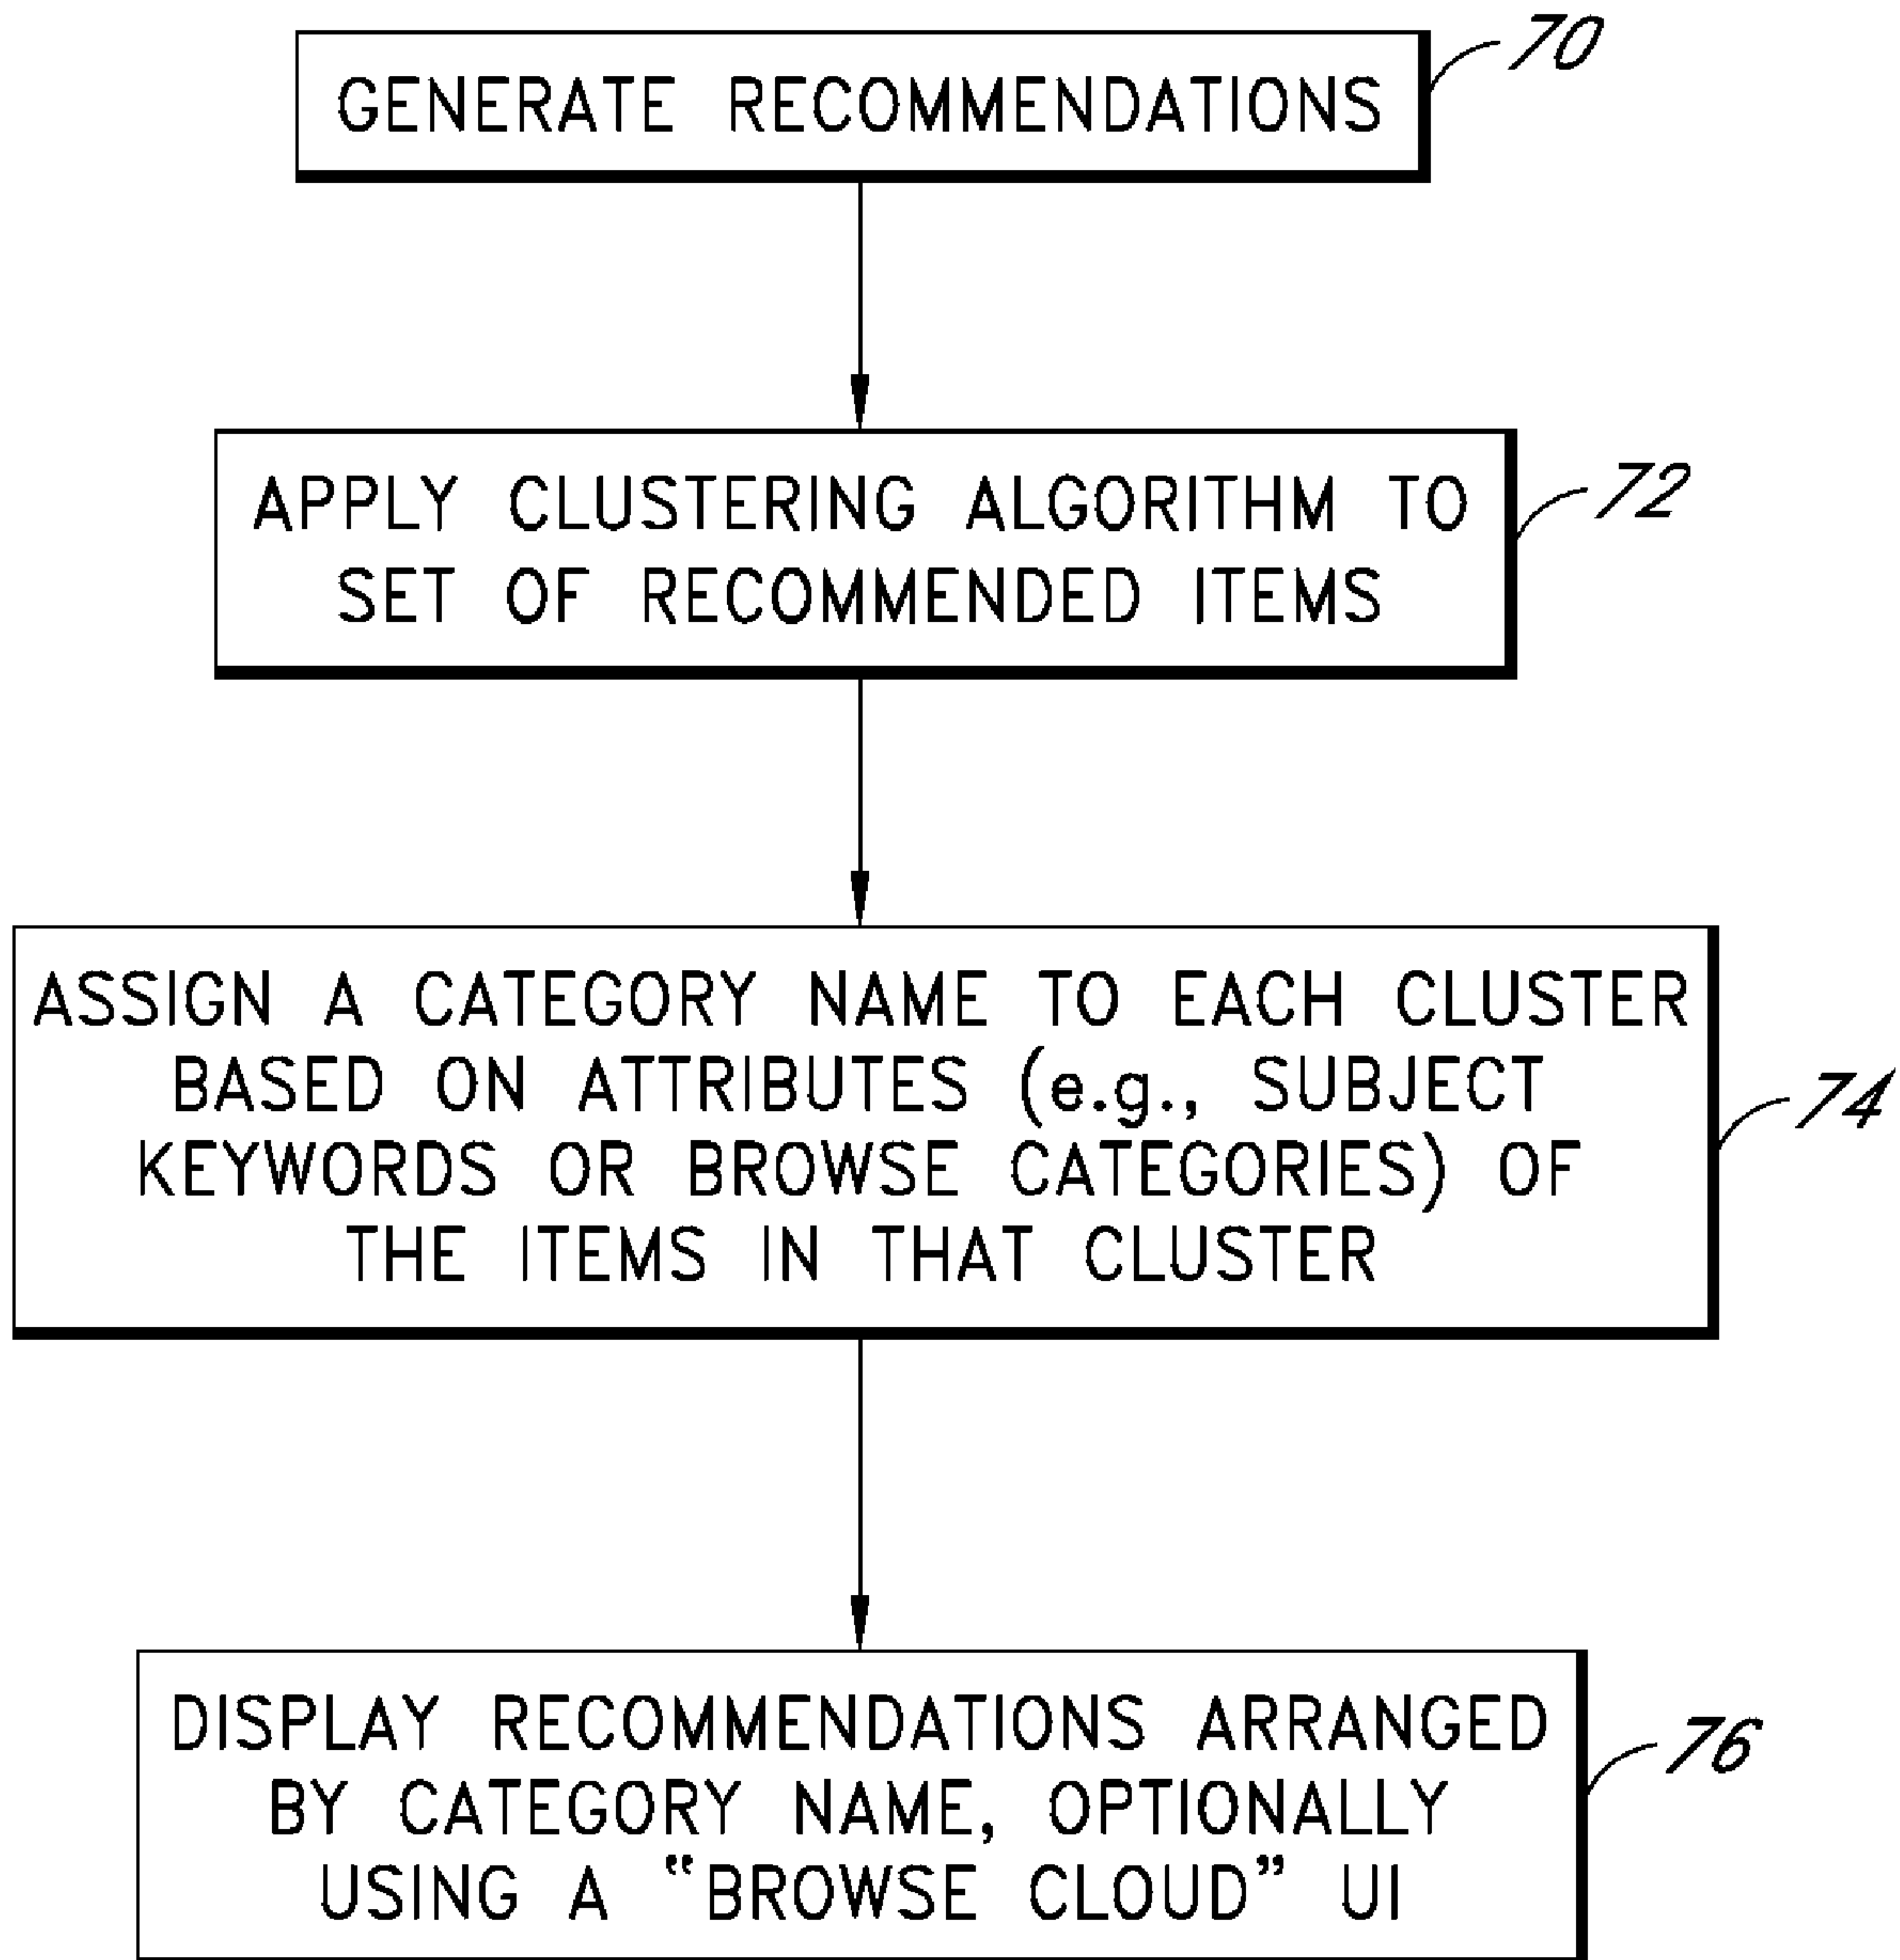 GENERATE RECOMMENDATIONS
70
APPLY CLUSTERING ALGORITHM TO
SET OF RECOMMENDED ITEMS
72
ASSIGN A CATEGORY NAME TO EACH CLUSTER
BASED ON ATTRIBUTES (e.g., SUBJECT
KEYWORDS OR BROWSE CATEGORIES) OF
THE ITEMS IN THAT CLUSTER
74
DISPLAY RECOMMENDATIONS ARRANGED
BY CATEGORY NAME, OPTIONALLY
USING A “BROWSE CLOUD” UI
76